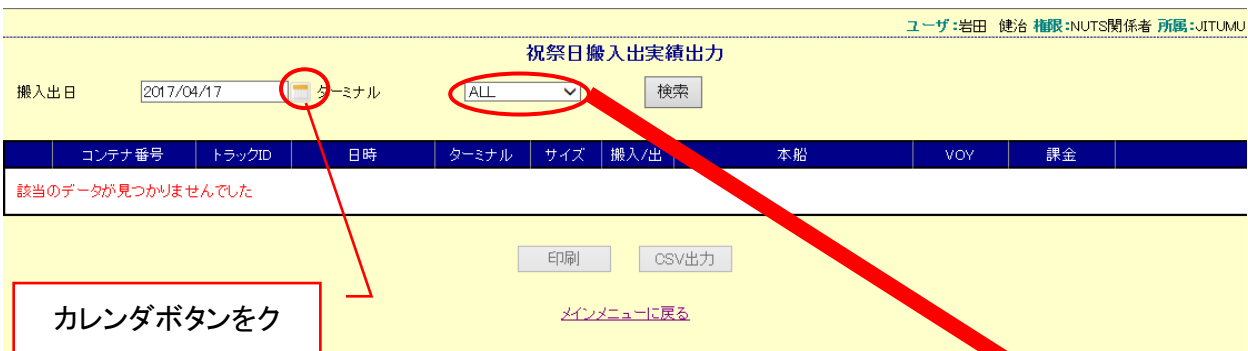 ユーザ:岩田 健治 権限:NUTS関係者 所属:JITUMU
祝祭日搬入出実績出力
搬入出日 2017/04/17 ターミナル ALL 検索
コンテナ番号 トラックID 日時 ターミナル サイズ 搬入/出 本船 VOY 課金
該当のデータが見つかりませんでした
印刷 CSV出力
カレンダボタンをク
メインメニューに戻る